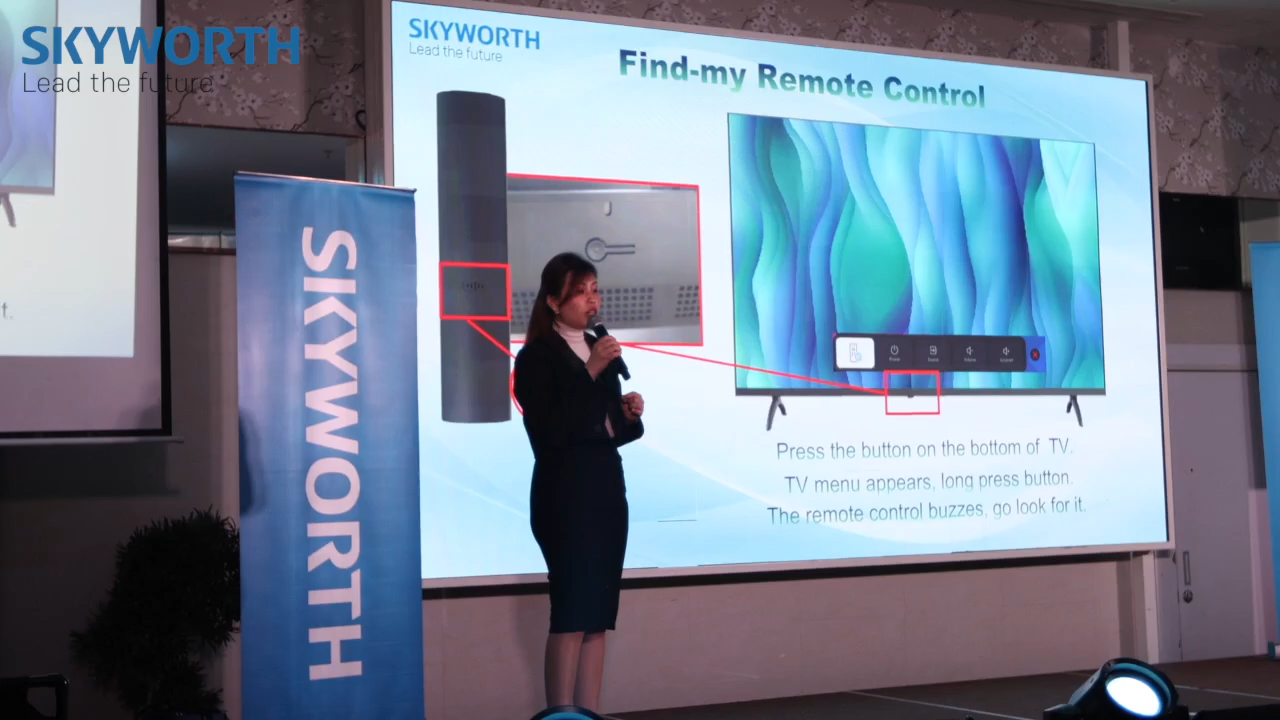 SKYWORTH
Lead the future
SKYWORTH
Lead the future
Find-my Remote Control
Press the button on the bottom of TV.
TV menu appears, long press button.
The remote control buzzes, go look for it.
SKYWORTH
t.